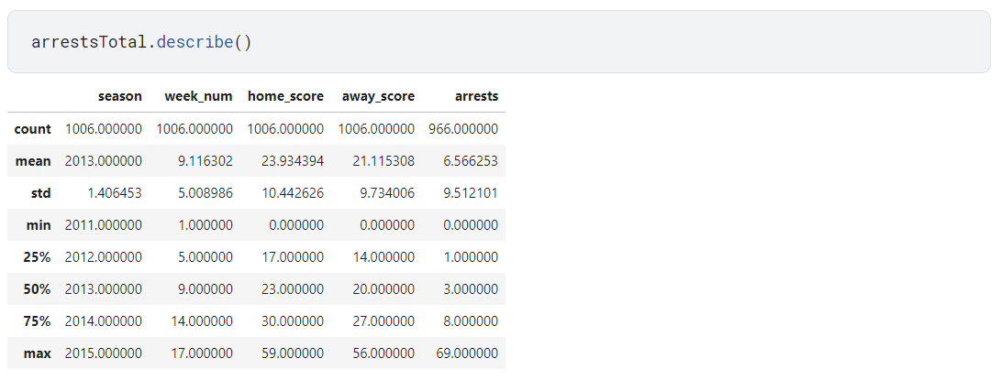 arrestsTotal.describe()
season week_num home_score away_score arrests
count 1006.000000 1006.000000 1006.000000 1006.000000 966.000000
mean 2013.000000 9.116302 23.934394 21.115308 6.566253
std 1.406453 5.008986 10.442626 9.734006 9.512101
min 2011.000000 1.000000 0.000000 0.000000 0.000000
25% 2012.000000 5.000000 17.000000 14.000000 1.000000
50% 2013.000000 9.000000 23.000000 20.000000 3.000000
75% 2014.000000 14.000000 30.000000 27.000000 8.000000
max 2015.000000 17.000000 59.000000 56.000000 69.000000